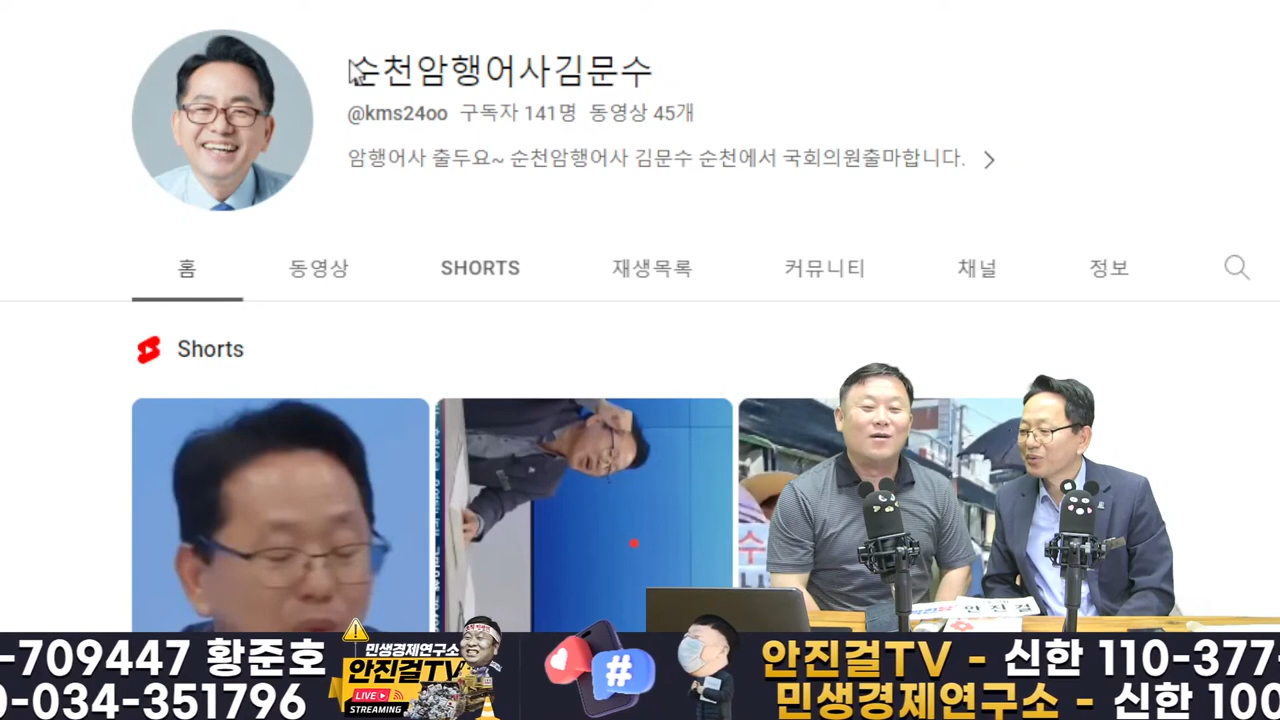 순천암행어사김문수
@kms24oo 구독자 141명 동영상 45개
암행어사 출두요~ 순천암행어사 김문수 순천에서 국회의원출마합니다.
홈 동영상 SHORTS 재생목록 커뮤니티 채널 정보
Shorts
수
안진걸
-709447 황준호
민생경제연구소
안진걸TV
LIVE
STREAMING
#
안진걸TV - 신한 110-377-
0-034-351796
민생경제연구소 - 신한 100